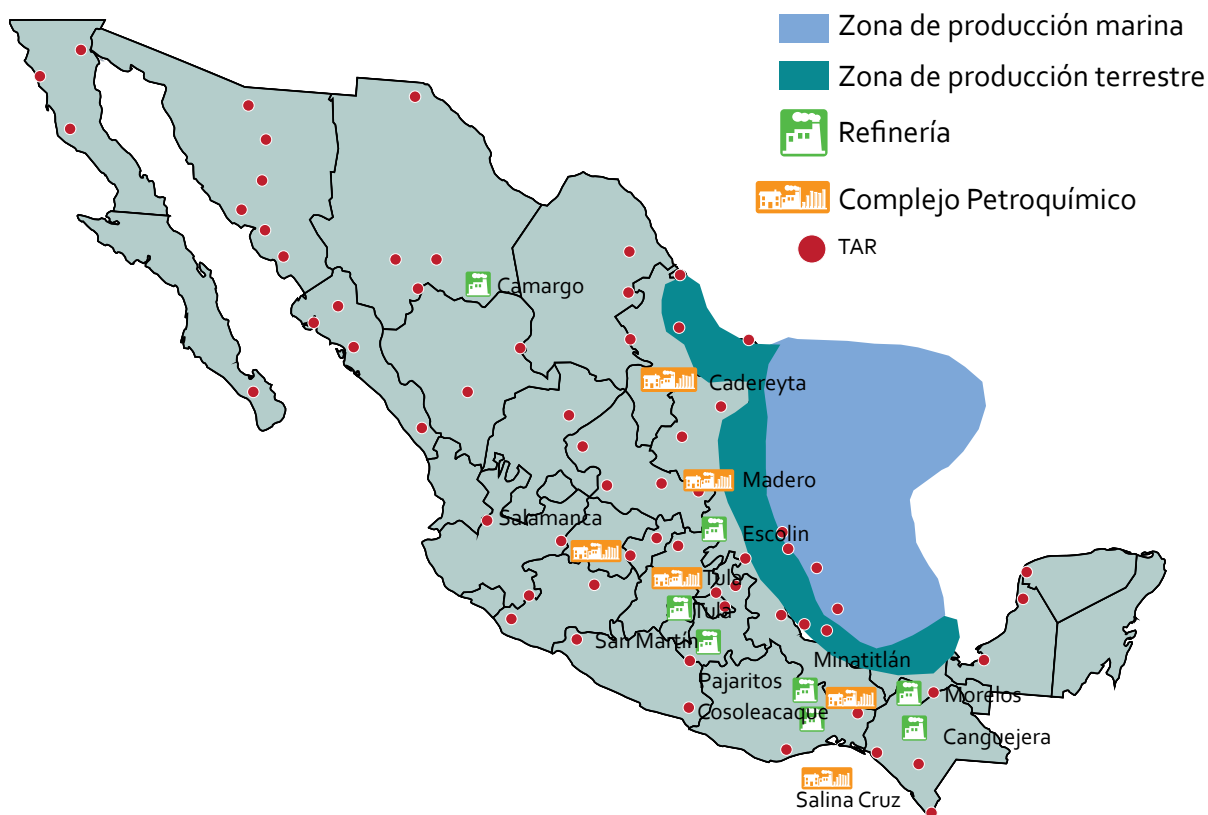 Zona de producción marina
Zona de producción terrestre
Refinería
Complejo Petroquímico
TAR
Camargo
Cadereyta
Madero
Salamanca
Escolin
Tula
Tula
San Martín
Minatitlán
Pajaritos
Morelos
Cosoleacaque
Canguejera
Salina Cruz